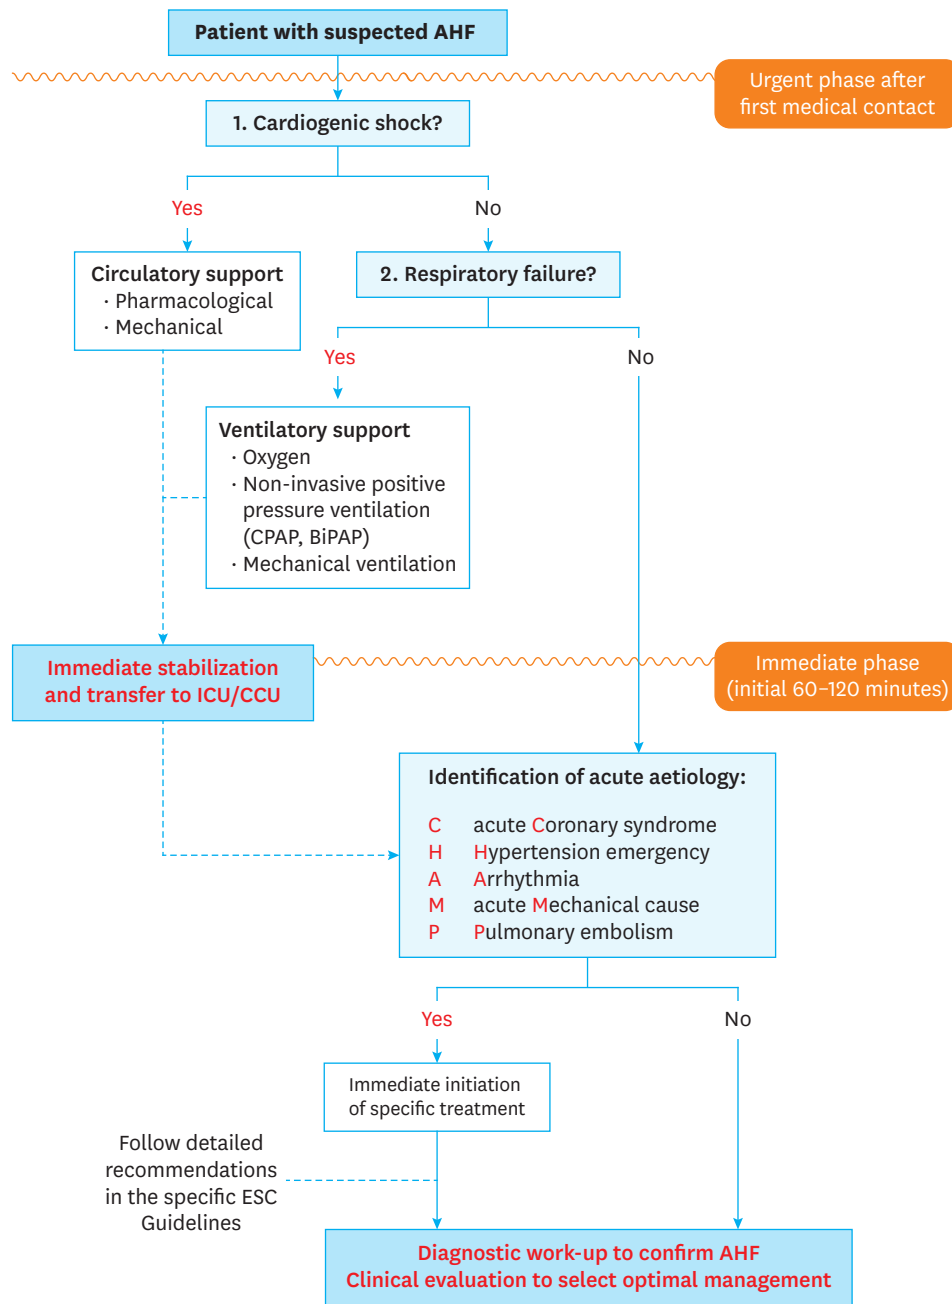 Patient with suspected AHF
Urgent phase after
first medical contact
1. Cardiogenic shock?
Yes
No
Circulatory support
· Pharmacological
· Mechanical
2. Respiratory failure?
Yes
No
Ventilatory support
· Oxygen
· Non-invasive positive
pressure ventilation
(CPAP, BiPAP)
· Mechanical ventilation
Immediate stabilization
and transfer to ICU/CCU
Immediate phase
(initial 60–120 minutes)
Identification of acute aetiology:
C acute Coronary syndrome
H Hypertension emergency
A Arrhythmia
M acute Mechanical cause
P Pulmonary embolism
Yes
No
Immediate initiation
of specific treatment
Follow detailed
recommendations
in the specific ESC
Guidelines
Diagnostic work-up to confirm AHF
Clinical evaluation to select optimal management